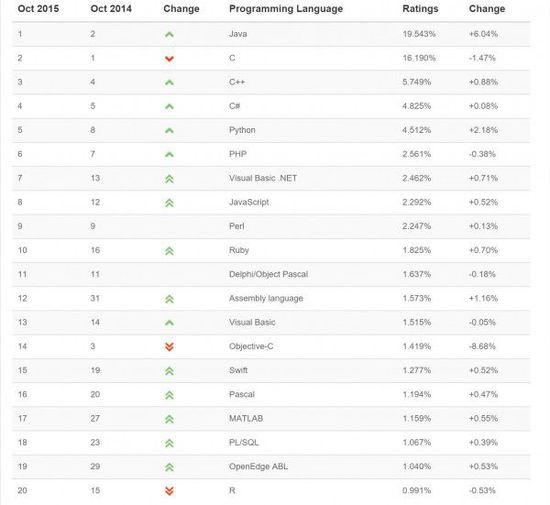 Oct 2015 Oct 2014 Change Programming Language Ratings Change
1 2 Java 19.543% +6.04%
2 1 C 16.190% -1.47%
3 4 C++ 5.749% +0.88%
4 5 C# 4.825% +0.08%
5 8 Python 4.512% +2.18%
6 7 PHP 2.561% -0.38%
7 13 Visual Basic .NET 2.462% +0.71%
8 12 JavaScript 2.292% +0.52%
9 9 Perl 2.247% +0.13%
10 16 Ruby 1.825% +0.70%
11 11 Delphi/Object Pascal 1.637% -0.18%
12 31 Assembly language 1.573% +1.16%
13 14 Visual Basic 1.515% -0.05%
14 3 Objective-C 1.419% -8.68%
15 19 Swift 1.277% +0.52%
16 20 Pascal 1.194% +0.47%
17 27 MATLAB 1.159% +0.55%
18 23 PL/SQL 1.067% +0.39%
19 29 OpenEdge ABL 1.040% +0.53%
20 15 R 0.991% -0.53%